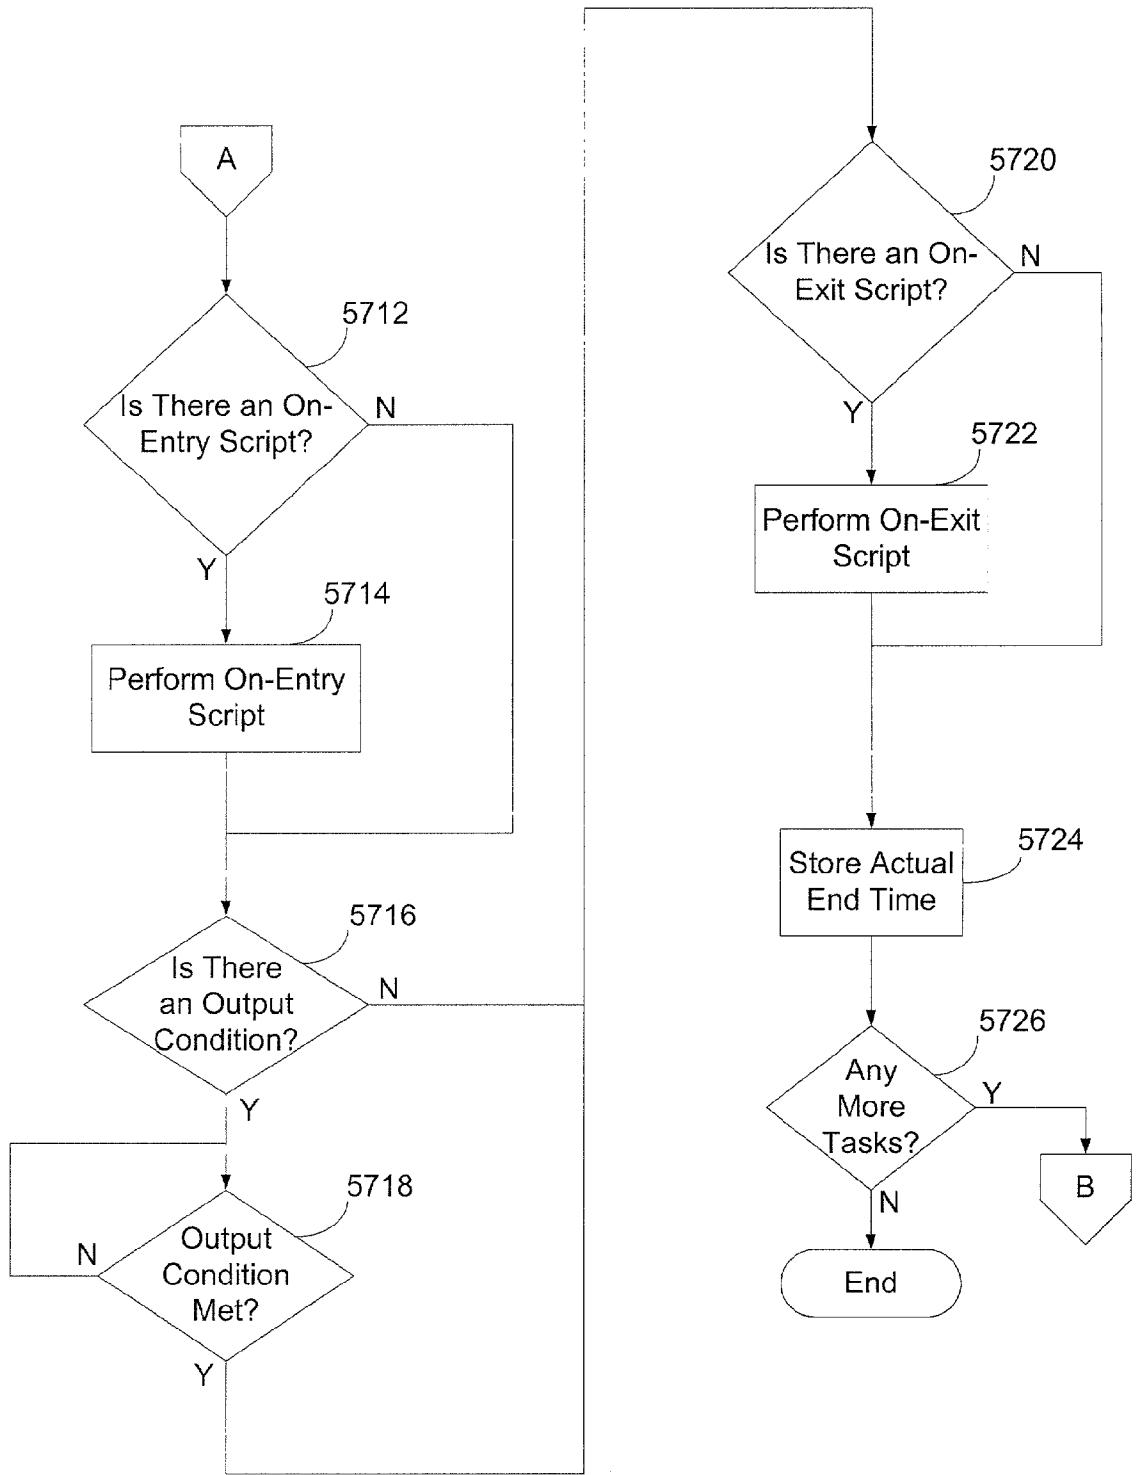 A
5712
Is There an On-
Entry Script?
N
Y
5714
Perform On-Entry
Script
5716
Is There
an Output
Condition?
N
Y
5718
Output
Condition
Met?
N
Y
5720
Is There an On-
Exit Script?
N
Y
5722
Perform On-Exit
Script
5724
Store Actual
End Time
5726
Any
More
Tasks?
Y
B
N
End